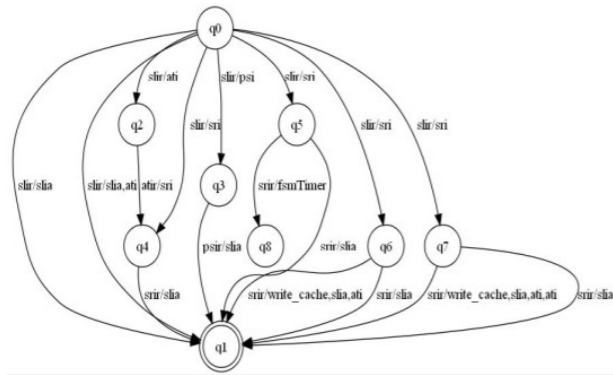 q0
slir/ati
slir/psi
slir/sri
q2
q5
slir/sri
slir/sri
slir/sri
slir/slia
slir/slia,ati
atir/sri
q3
srir/fsmTimer
q4
psir/slia
q8
srir/slia
q6
q7
srir/slia
srir/write_cache,slia,ati
srir/slia
srir/write_cache,slia,ati,ati
srir/slia
q1